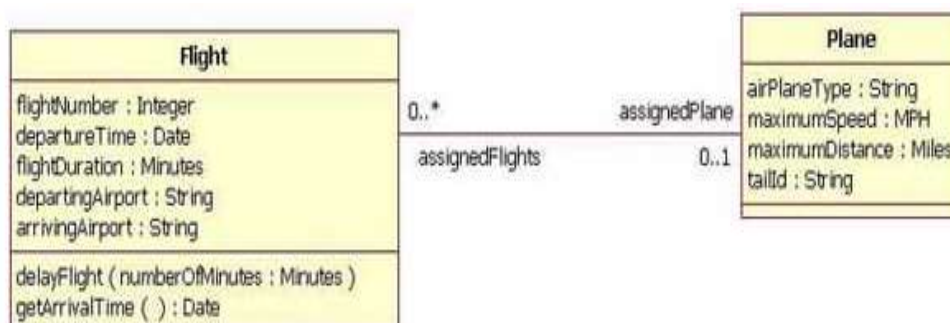 Flight
flightNumber : Integer
departureTime : Date
flightDuration : Minutes
departingAirport : String
arrivingAirport : String
delayFlight ( numberOfMinutes : Minutes )
getArrivalTime ( ) : Date
0..*
assignedFlights
assignedPlane
0..1
Plane
airPlaneType : String
maximumSpeed : MPH
maximumDistance : Miles
tailId : String